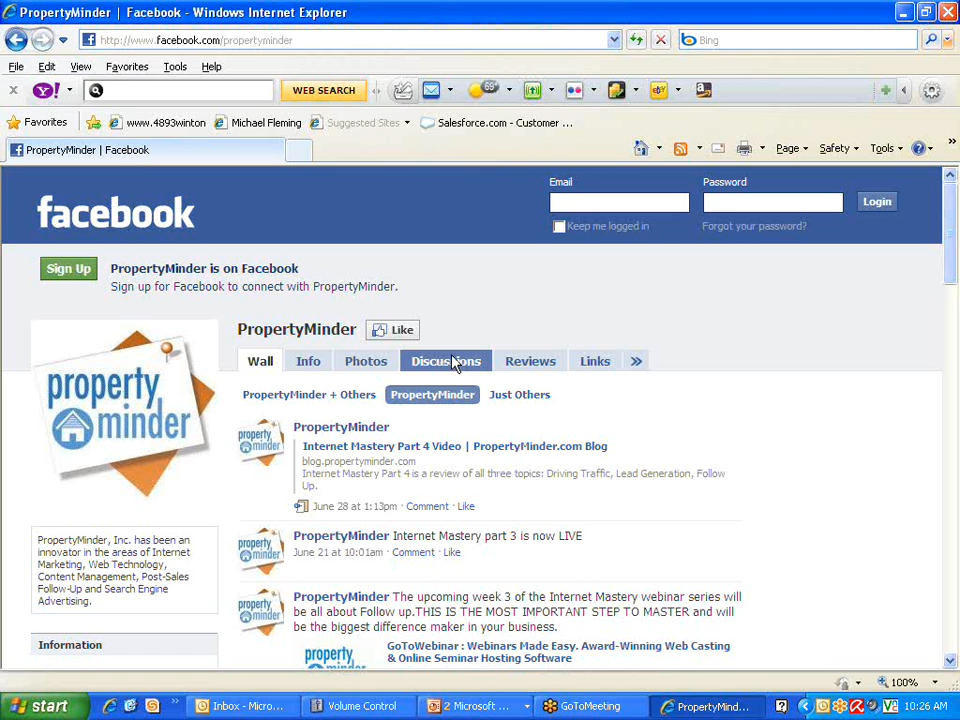 PropertyMinder | Facebook - Windows Internet Explorer
http://www.facebook.com/propertyminder
Bing
File Edit View Favorites Tools Help
x Y! WEB SEARCH 69°
Favorites www.4893winton Michael Fleming Suggested Sites Salesforce.com - Customer ...
PropertyMinder | Facebook
Page Safety Tools
facebook
Email Password
Login
Keep me logged in Forgot your password?
Sign Up
PropertyMinder is on Facebook
Sign up for Facebook to connect with PropertyMinder.
PropertyMinder Like
Wall Info Photos Discussions Reviews Links »
PropertyMinder + Others PropertyMinder Just Others
property
minder
property
minder
PropertyMinder
Internet Mastery Part 4 Video | PropertyMinder.com Blog
blog.propertyminder.com
Internet Mastery Part 4 is a review of all three topics: Driving Traffic, Lead Generation, Follow
Up.
June 28 at 1:13pm · Comment · Like
property
minder
PropertyMinder Internet Mastery part 3 is now LIVE
June 21 at 10:01am · Comment · Like
property
minder
PropertyMinder The upcoming week 3 of the Internet Mastery webinar series will
be all about Follow up.THIS IS THE MOST IMPORTANT STEP TO MASTER and will
be the biggest difference maker in your business.
property
GoToWebinar : Webinars Made Easy. Award-Winning Web Casting
& Online Seminar Hosting Software
PropertyMinder, Inc. has been an
innovator in the areas of Internet
Marketing, Web Technology,
Content Management, Post-Sales
Follow-Up and Search Engine
Advertising.
Information
100%
start Inbox - Micro... Volume Control 2 Microsoft ... GoToMeeting PropertyMind... 10:26 AM